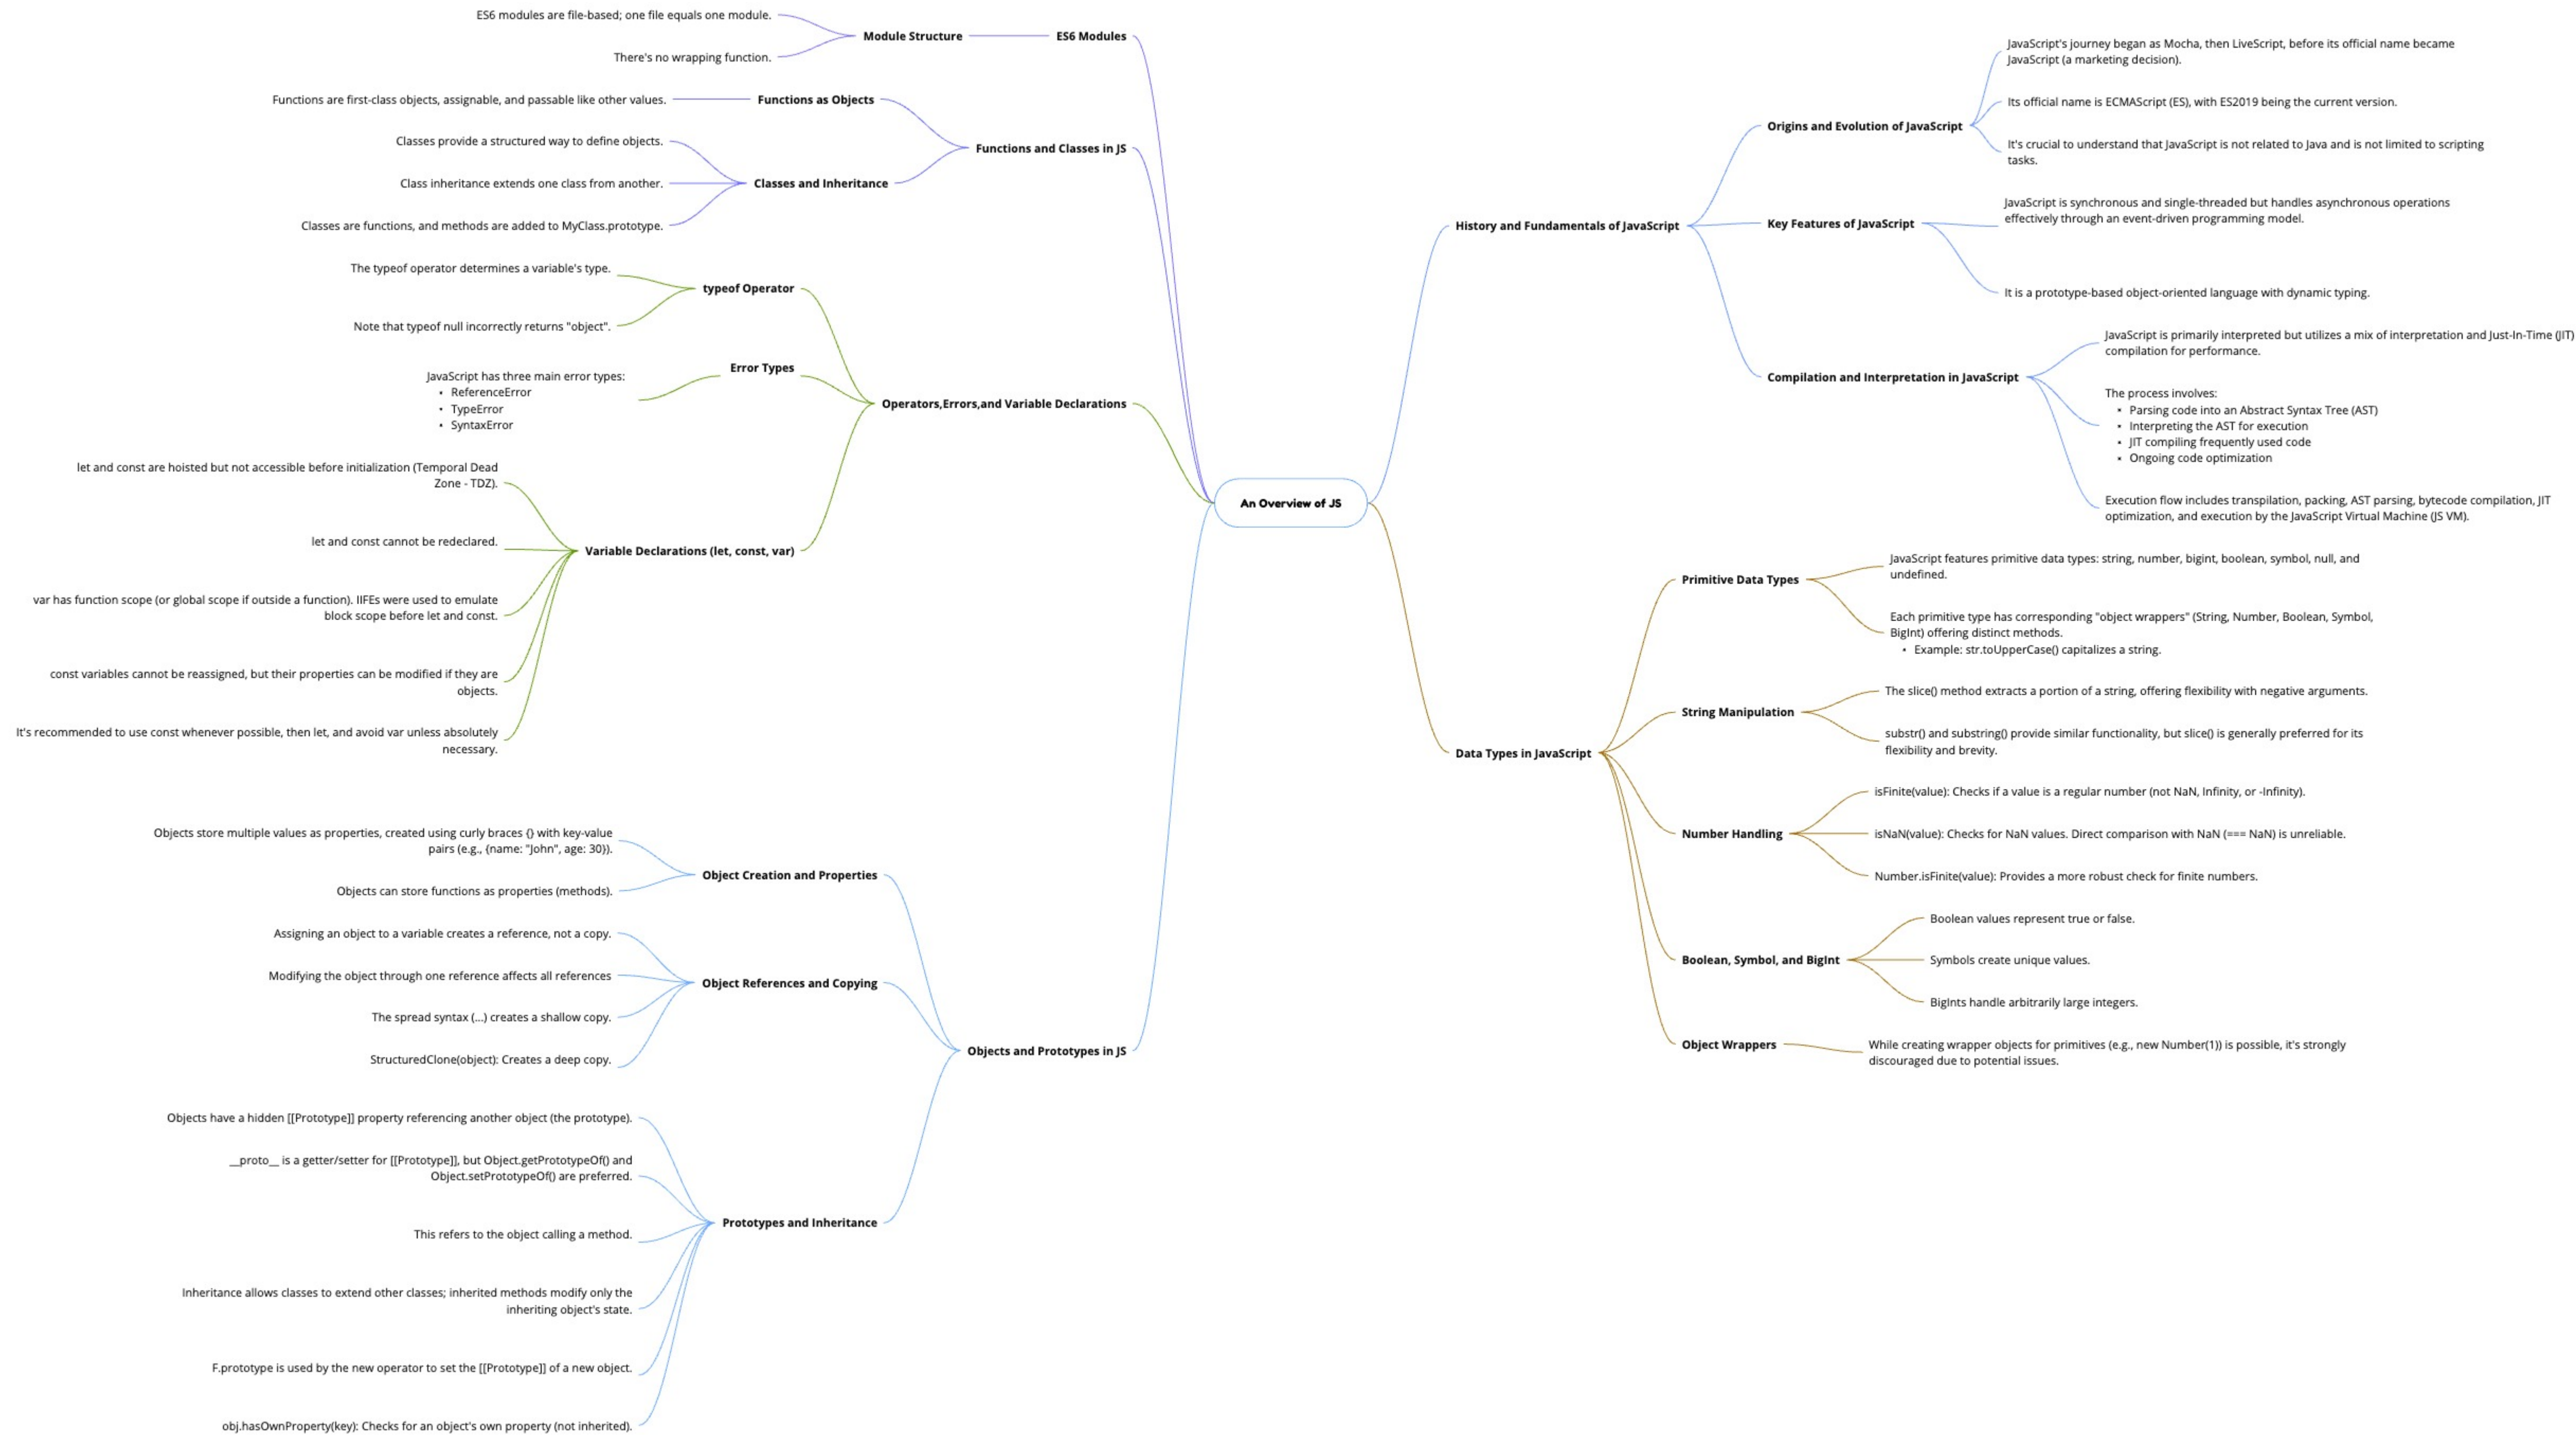 An Overview of JS
ES6 Modules
Module Structure
ES6 modules are file-based; one file equals one module.
There's no wrapping function.
Functions and Classes in JS
Functions as Objects
Functions are first-class objects, assignable, and passable like other values.
Classes and Inheritance
Classes provide a structured way to define objects.
Class inheritance extends one class from another.
Classes are functions, and methods are added to MyClass.prototype.
Operators,Errors,and Variable Declarations
typeof Operator
The typeof operator determines a variable's type.
Note that typeof null incorrectly returns "object".
Error Types
JavaScript has three main error types:
• ReferenceError
• TypeError
• SyntaxError
Variable Declarations (let, const, var)
let and const are hoisted but not accessible before initialization (Temporal Dead
Zone - TDZ).
let and const cannot be redeclared.
var has function scope (or global scope if outside a function). IIFEs were used to emulate
block scope before let and const.
const variables cannot be reassigned, but their properties can be modified if they are
objects.
It's recommended to use const whenever possible, then let, and avoid var unless absolutely
necessary.
Objects and Prototypes in JS
Object Creation and Properties
Objects store multiple values as properties, created using curly braces {} with key-value
pairs (e.g., {name: "John", age: 30}).
Objects can store functions as properties (methods).
Object References and Copying
Assigning an object to a variable creates a reference, not a copy.
Modifying the object through one reference affects all references
The spread syntax (...) creates a shallow copy.
StructuredClone(object): Creates a deep copy.
Prototypes and Inheritance
Objects have a hidden [[Prototype]] property referencing another object (the prototype).
__proto__ is a getter/setter for [[Prototype]], but Object.getPrototypeOf() and
Object.setPrototypeOf() are preferred.
This refers to the object calling a method.
Inheritance allows classes to extend other classes; inherited methods modify only the
inheriting object's state.
F.prototype is used by the new operator to set the [[Prototype]] of a new object.
obj.hasOwnProperty(key): Checks for an object's own property (not inherited).
History and Fundamentals of JavaScript
Origins and Evolution of JavaScript
JavaScript's journey began as Mocha, then LiveScript, before its official name became
JavaScript (a marketing decision).
Its official name is ECMAScript (ES), with ES2019 being the current version.
It's crucial to understand that JavaScript is not related to Java and is not limited to scripting
tasks.
Key Features of JavaScript
JavaScript is synchronous and single-threaded but handles asynchronous operations
effectively through an event-driven programming model.
It is a prototype-based object-oriented language with dynamic typing.
Compilation and Interpretation in JavaScript
JavaScript is primarily interpreted but utilizes a mix of interpretation and Just-In-Time (JIT)
compilation for performance.
The process involves:
• Parsing code into an Abstract Syntax Tree (AST)
• Interpreting the AST for execution
• JIT compiling frequently used code
• Ongoing code optimization
Execution flow includes transpilation, packing, AST parsing, bytecode compilation, JIT
optimization, and execution by the JavaScript Virtual Machine (JS VM).
Data Types in JavaScript
Primitive Data Types
JavaScript features primitive data types: string, number, bigint, boolean, symbol, null, and
undefined.
Each primitive type has corresponding "object wrappers" (String, Number, Boolean, Symbol,
BigInt) offering distinct methods.
• Example: str.toUpperCase() capitalizes a string.
String Manipulation
The slice() method extracts a portion of a string, offering flexibility with negative arguments.
substr() and substring() provide similar functionality, but slice() is generally preferred for its
flexibility and brevity.
Number Handling
isFinite(value): Checks if a value is a regular number (not NaN, Infinity, or -Infinity).
isNaN(value): Checks for NaN values. Direct comparison with NaN (=== NaN) is unreliable.
Number.isFinite(value): Provides a more robust check for finite numbers.
Boolean, Symbol, and BigInt
Boolean values represent true or false.
Symbols create unique values.
BigInts handle arbitrarily large integers.
Object Wrappers
While creating wrapper objects for primitives (e.g., new Number(1)) is possible, it's strongly
discouraged due to potential issues.